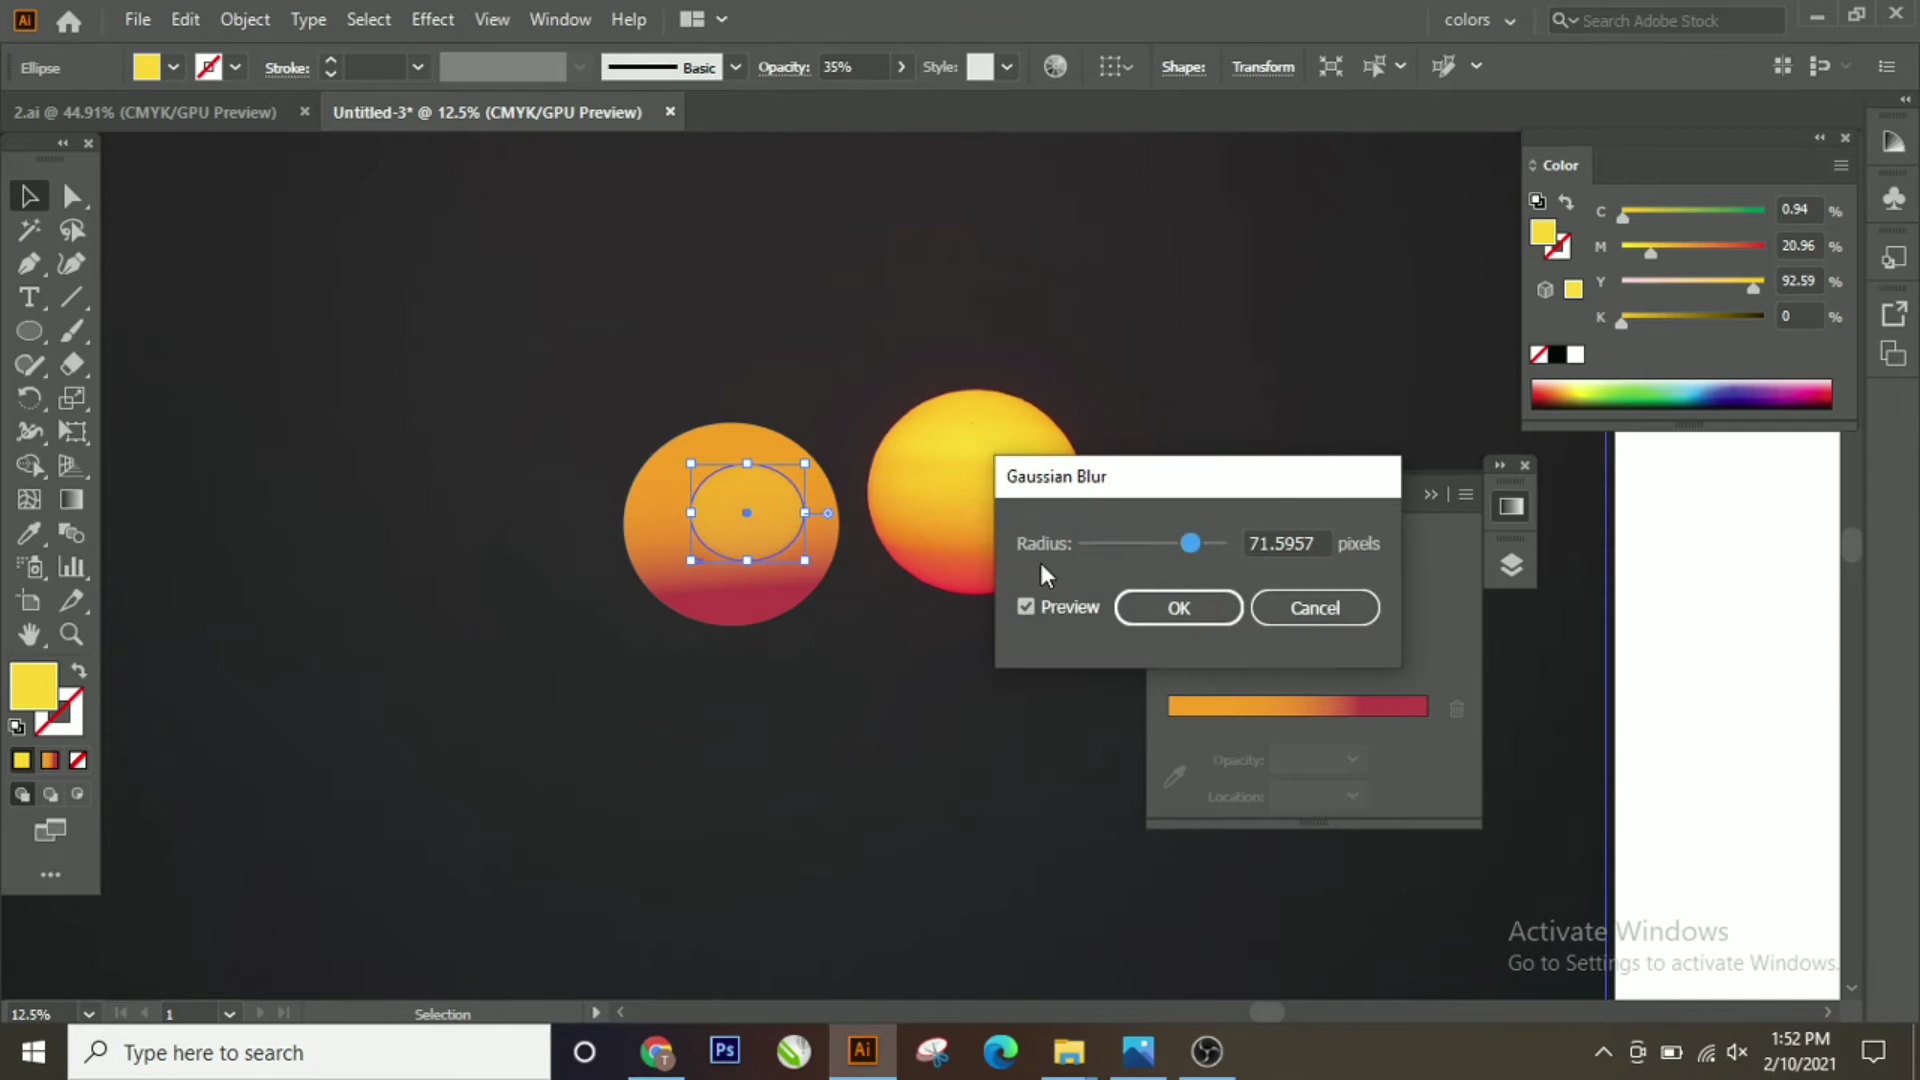 Ai File Edit Object Type Select Effect View Window Help colors Search Adobe Stock
Ellipse Stroke: Basic Opacity: 35% Style: Shape: Transform
2.ai @ 44.91% (CMYK/GPU Preview) Untitled-3* @ 12.5% (CMYK/GPU Preview)
Color
C 0.94 %
M 20.96 %
Y 92.59 %
K 0 %
Gaussian Blur
Radius: 71.5957 pixels
Preview OK Cancel
Opacity:
Location:
Activate Windows
Go to Settings to activate Windows.
12.5% 1 Selection
Type here to search T Ps Ai 1:52 PM
2/10/2021